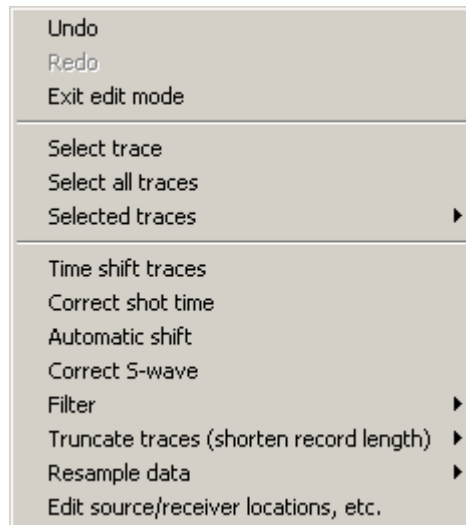 Undo
Redo
Exit edit mode
Select trace
Select all traces
Selected traces
Time shift traces
Correct shot time
Automatic shift
Correct S-wave
Filter
Truncate traces (shorten record length)
Resample data
Edit source/receiver locations, etc.